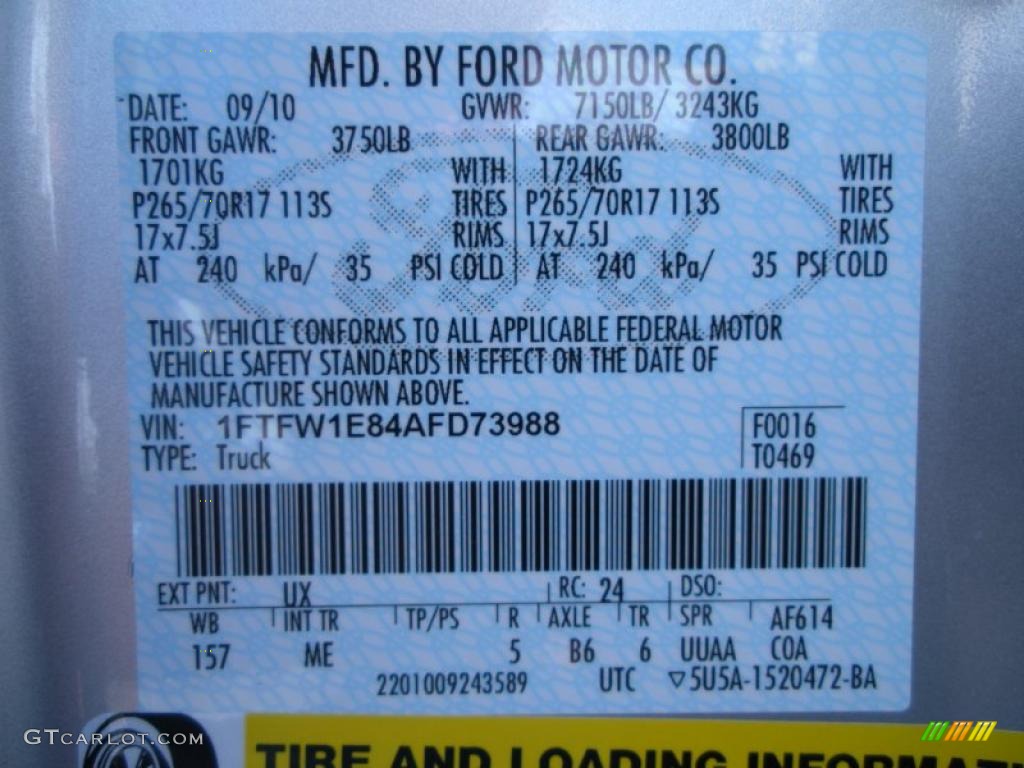 MFD. BY FORD MOTOR CO.
DATE: 09/10 GVWR: 7150LB/ 3243KG
FRONT GAWR: 3750LB REAR GAWR: 3800LB
1701KG WITH 1724KG WITH
P265/70R17 113S TIRES P265/70R17 113S TIRES
17x7.5J RIMS 17x7.5J RIMS
AT 240 kPa/ 35 PSI COLD AT 240 kPa/ 35 PSI COLD
THIS VEHICLE CONFORMS TO ALL APPLICABLE FEDERAL MOTOR
VEHICLE SAFETY STANDARDS IN EFFECT ON THE DATE OF
MANUFACTURE SHOWN ABOVE.
VIN: 1FTFW1E84AFD73988 F0016
TYPE: Truck T0469
EXT PNT: UX RC: 24 DSO:
WB INT TR TP/PS R AXLE TR SPR AF614
157 ME 5 B6 6 UUAA COA
2201009243589 UTC ▽5U5A-1520472-BA
GTCARLOT.COM
TIRE AND LOADING INFORMATI